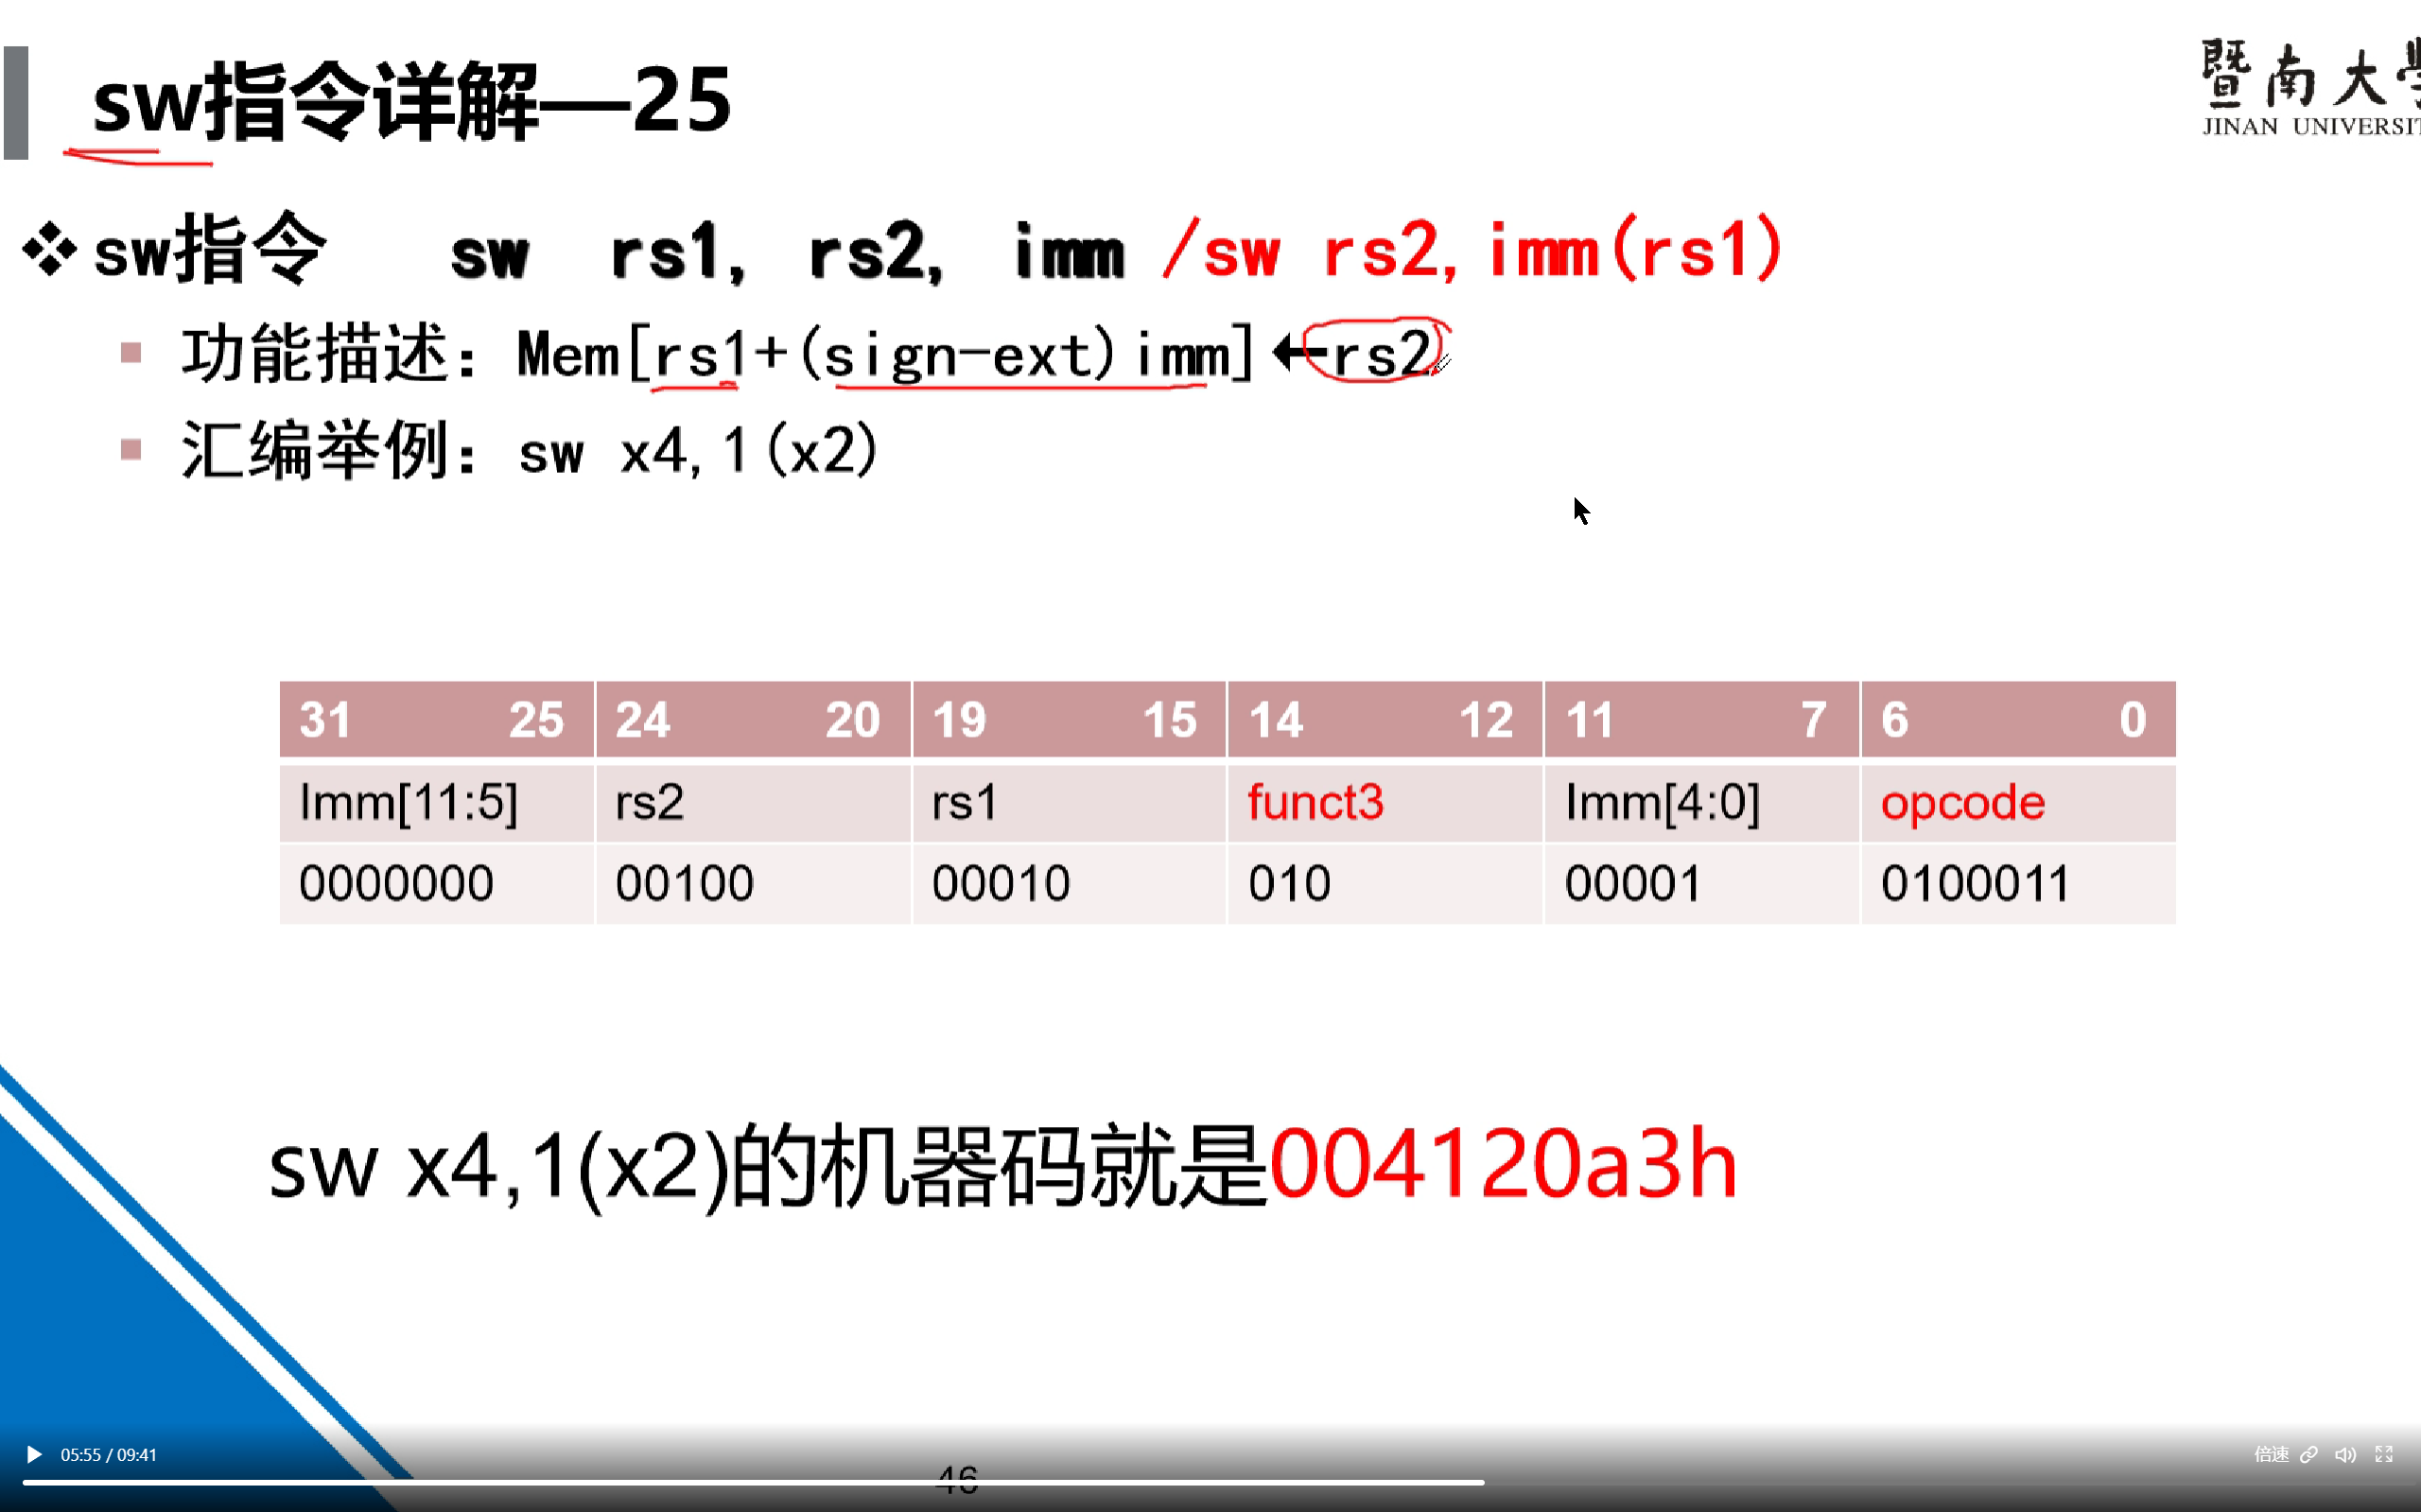 sw指令详解—25
暨南大
JINAN UNIVERSIT
❖sw指令 sw rs1, rs2, imm /sw rs2,imm(rs1)
▪ 功能描述：Mem[rs1+(sign-ext)imm]←rs2
▪ 汇编举例：sw x4,1(x2)
31 25 24 20 19 15 14 12 11 7 6 0
Imm[11:5] rs2 rs1 funct3 Imm[4:0] opcode
0000000 00100 00010 010 00001 0100011
sw x4,1(x2)的机器码就是004120a3h
05:55 / 09:41
倍速
46